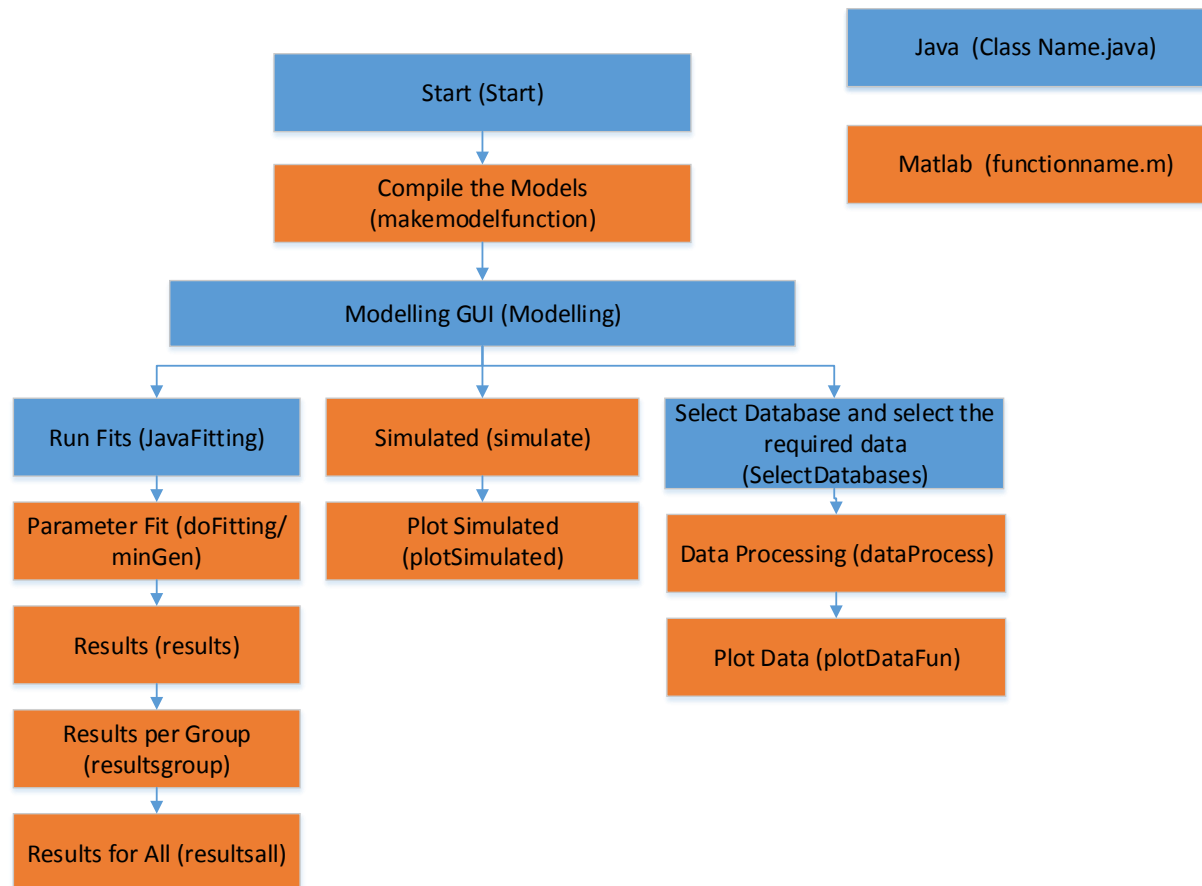 Java  (Class Name.java)
Start (Start)
Matlab  (functionname.m)
Compile the Models
(makemodelfunction)
Modelling GUI (Modelling)
Run Fits (JavaFitting)
Simulated (simulate)
Select Database and select the
required data
(SelectDatabases)
Parameter Fit (doFitting/
minGen)
Plot Simulated
(plotSimulated)
Data Processing (dataProcess)
Results (results)
Plot Data (plotDataFun)
Results per Group
(resultsgroup)
Results for All (resultsall)